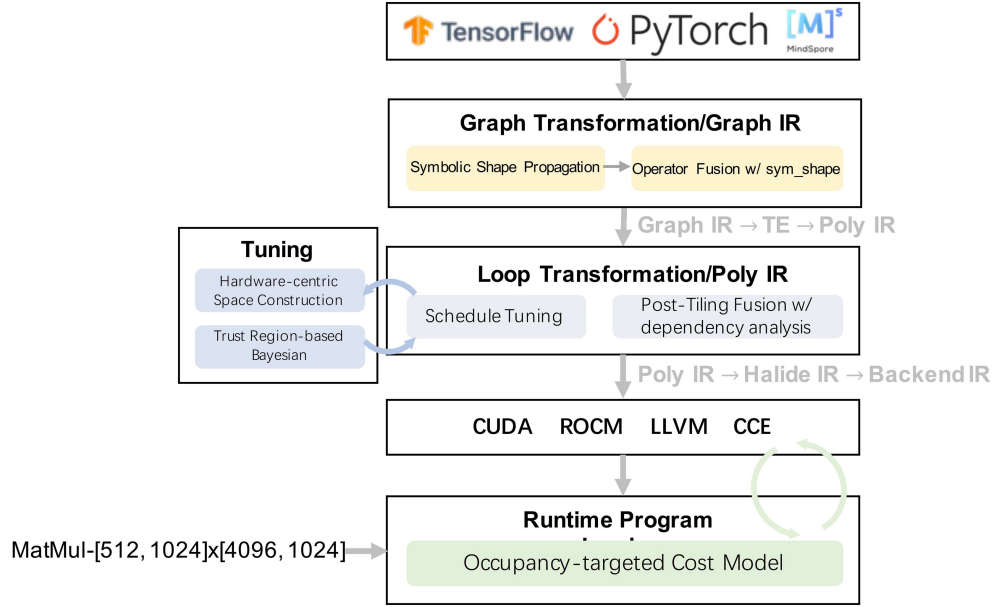 TensorFlow PyTorch [M]s
MindSpore
Graph Transformation/Graph IR
Symbolic Shape Propagation
Operator Fusion w/ sym_shape
Graph IR → TE → Poly IR
Tuning
Hardware-centric
Space Construction
Trust Region-based
Bayesian
Loop Transformation/Poly IR
Schedule Tuning
Post-Tiling Fusion w/
dependency analysis
Poly IR → Halide IR → Backend IR
CUDA ROCM LLVM CCE
MatMul-[512, 1024]x[4096, 1024]
Runtime Program
Occupancy-targeted Cost Model